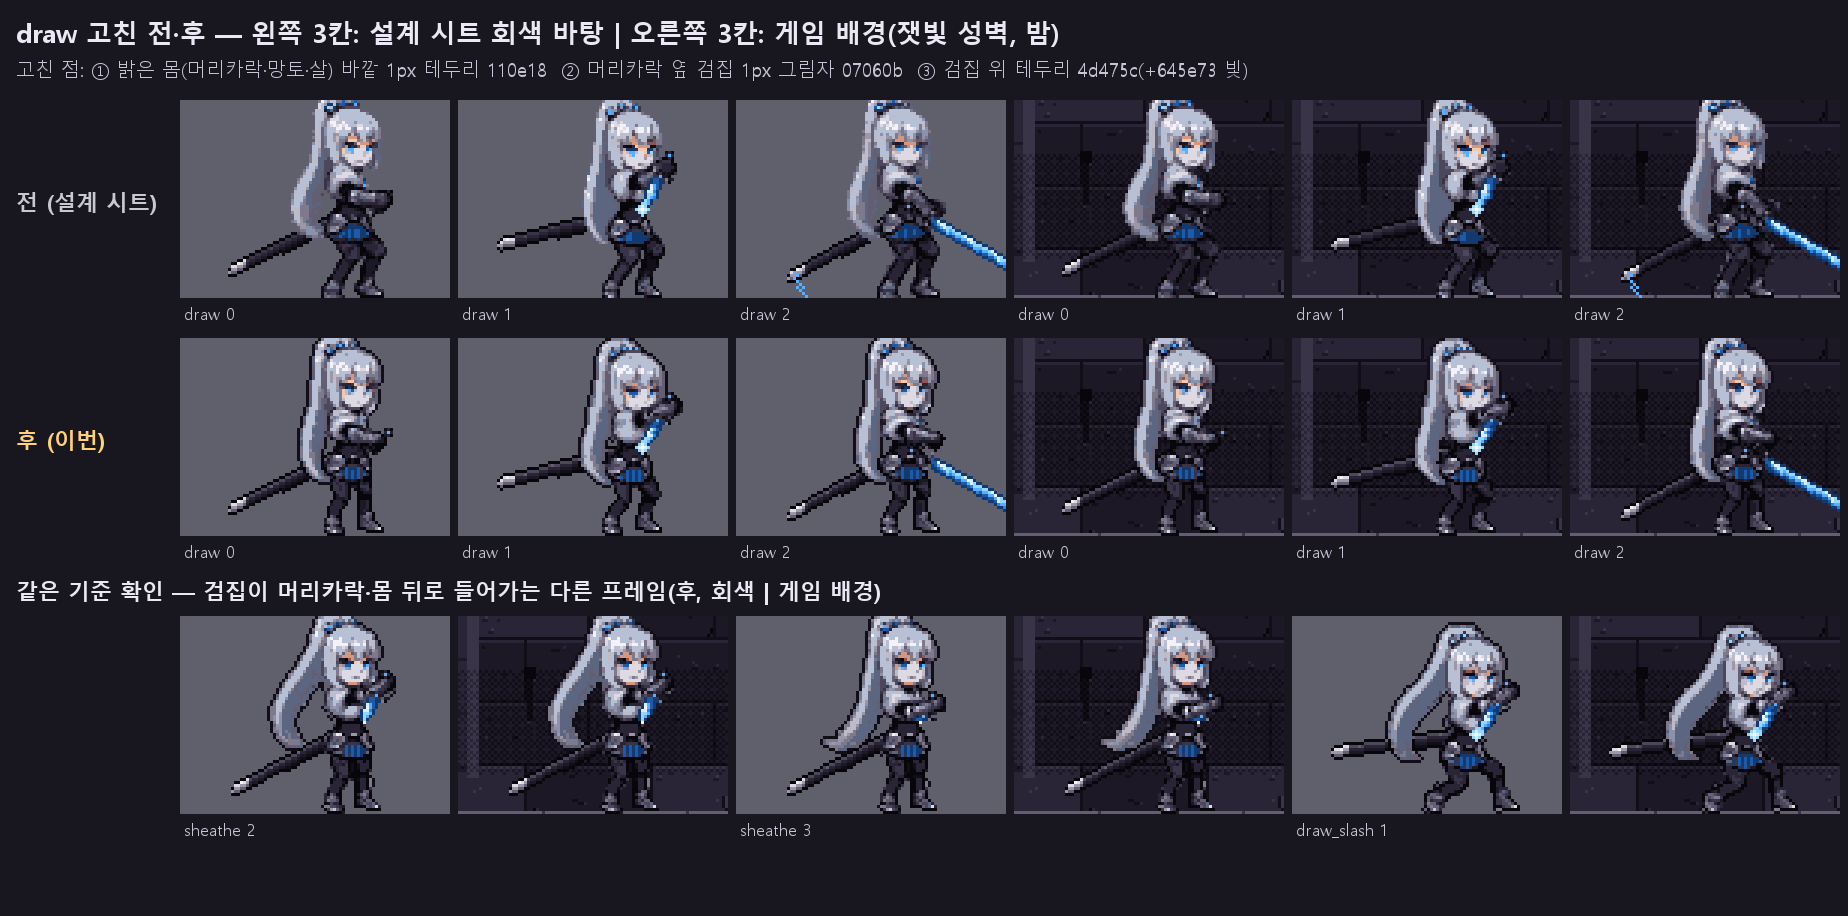 draw 고친 전·후 — 왼쪽 3칸: 설계 시트 회색 바탕 | 오른쪽 3칸: 게임 배경(잿빛 성벽, 밤)
고친 점: ① 밝은 몸(머리카락·망토·살) 바깥 1px 테두리 110e18 ② 머리카락 옆 검집 1px 그림자 07060b ③ 검집 위 테두리 4d475c(+645e73 빛)
전 (설계 시트)
draw 0 draw 1 draw 2 draw 0 draw 1 draw 2
후 (이번)
draw 0 draw 1 draw 2 draw 0 draw 1 draw 2
같은 기준 확인 — 검집이 머리카락·몸 뒤로 들어가는 다른 프레임(후, 회색 | 게임 배경)
sheathe 2 sheathe 3 draw_slash 1